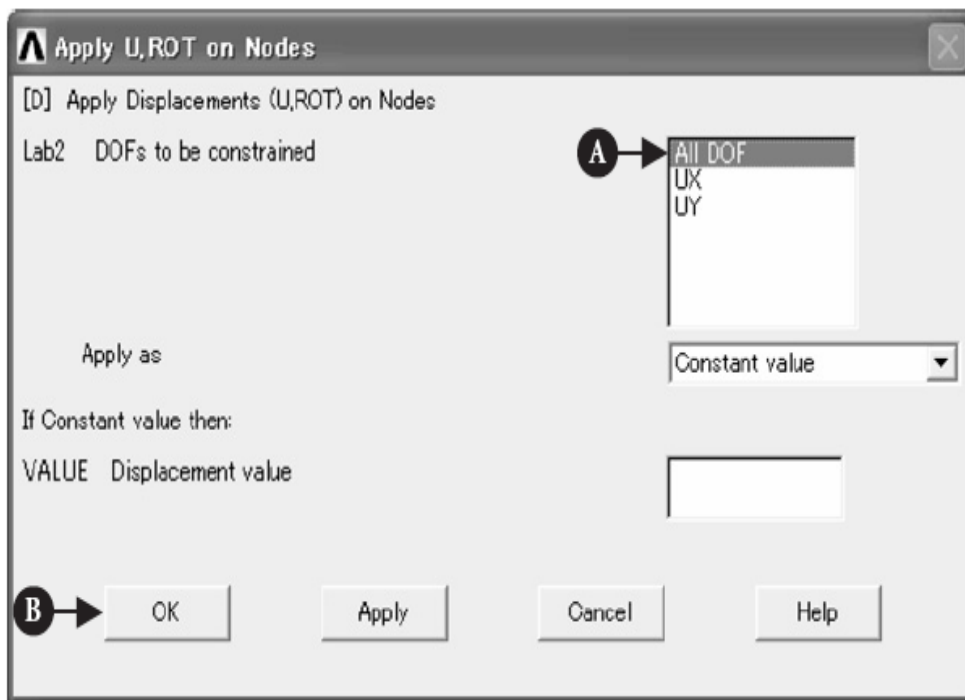 Apply U,ROT on Nodes
[D] Apply Displacements (U,ROT) on Nodes
Lab2 DOFs to be constrained
A
All DOF
UX
UY
Apply as
Constant value
If Constant value then:
VALUE Displacement value
B
OK
Apply
Cancel
Help